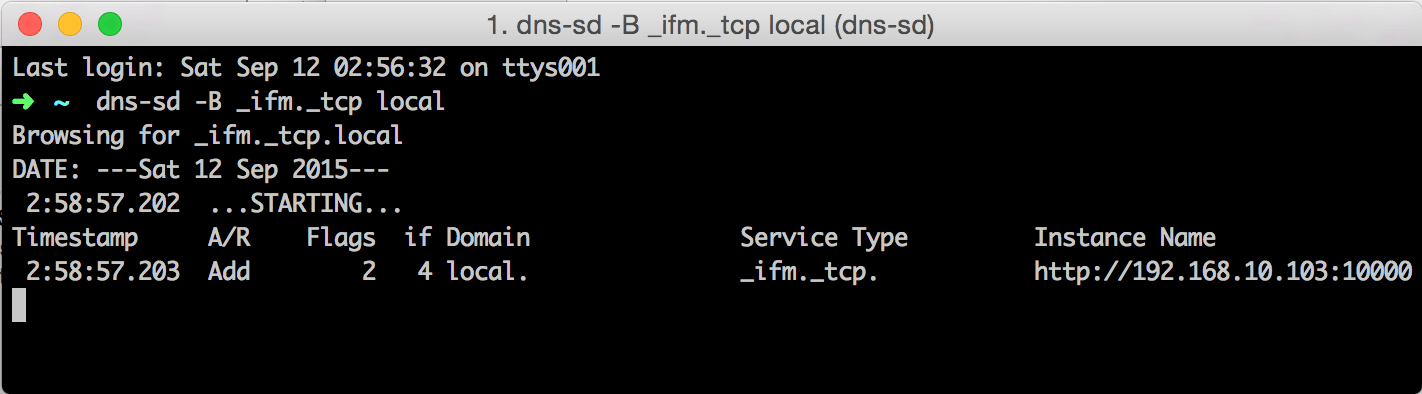 1. dns-sd -B _ifm._tcp local (dns-sd)
Last login: Sat Sep 12 02:56:32 on ttys001
➜ ~ dns-sd -B _ifm._tcp local
Browsing for _ifm._tcp.local
DATE: ---Sat 12 Sep 2015---
2:58:57.202 ...STARTING...
Timestamp A/R Flags if Domain Service Type Instance Name
2:58:57.203 Add 2 4 local. _ifm._tcp. http://192.168.10.103:10000